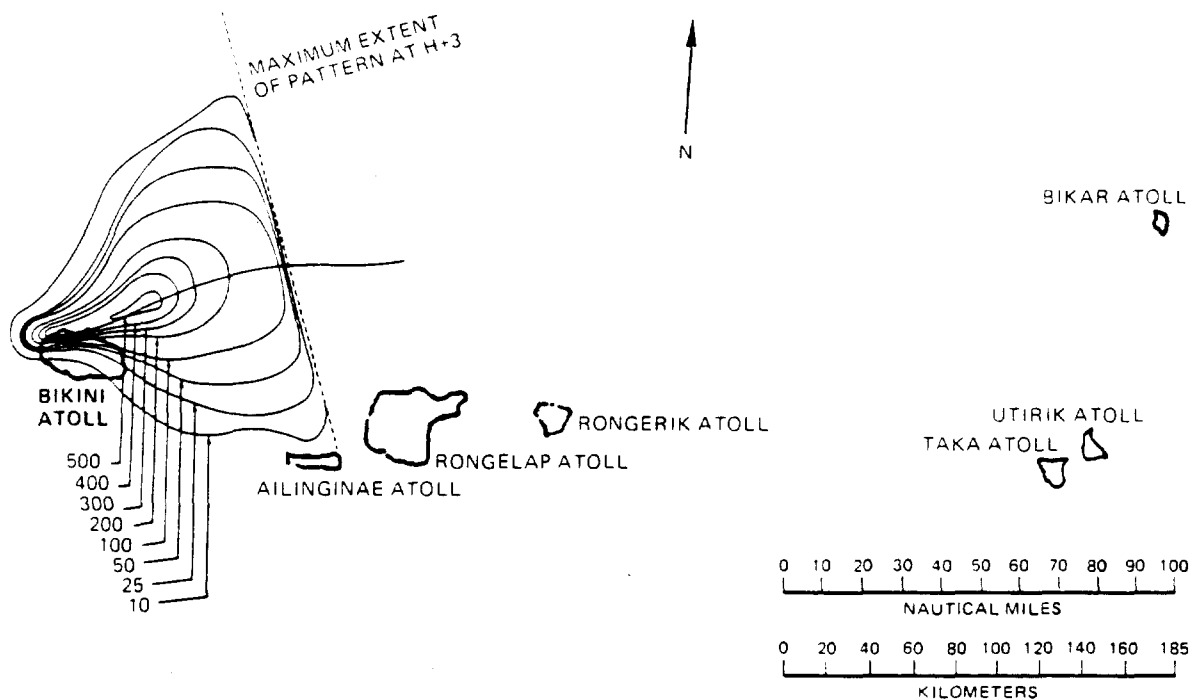 MAXIMUM EXTENT
OF PATTERN AT H+3
N
BIKAR ATOLL
BIKINI
ATOLL
RONGERIK ATOLL
UTIRIK ATOLL
TAKA ATOLL
RONGELAP ATOLL
AILINGINAE ATOLL
500
400
300
200
100
50
25
10
0 10 20 30 40 50 60 70 80 90 100
NAUTICAL MILES
0 20 40 60 80 100 120 140 160 185
KILOMETERS